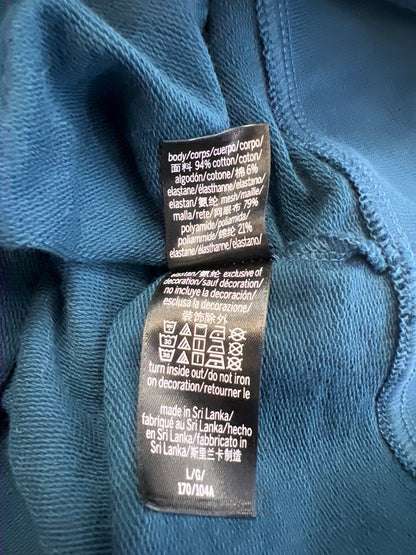 body/corps/cuerpo/corpo/
面料 94% cotton/coton/
algodón/cotone/棉 6%
elastane/élasthanne/elastano/
elastan/氨纶 mesh/maille/
malla/rete/网眼布 79%
polyamide/poliamida/
poliammide/锦纶 21%
elastane/élasthanne/elastano/
elastan/氨纶 exclusive of
decoration/sauf décoration/
no incluye la decoración/
esclusa la decorazione/
装饰除外
turn inside out/do not iron
on decoration/retourner le
made in Sri Lanka/
fabriqué au Sri Lanka/hecho
en Sri Lanka/fabbricato in
Sri Lanka/斯里兰卡制造
L/G/
170/104A